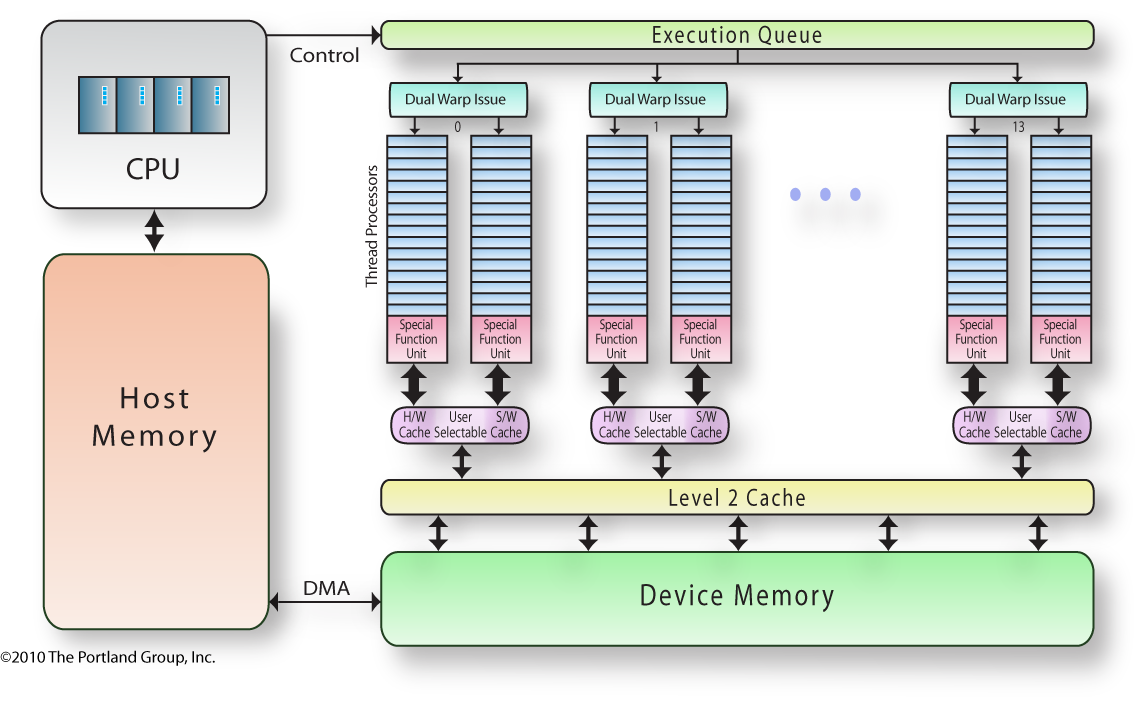 Execution Queue
Control
CPU
Dual Warp Issue
Dual Warp Issue
Dual Warp Issue
0
1
13
Thread Processors
Special
Function
Unit
Special
Function
Unit
Special
Function
Unit
Special
Function
Unit
Special
Function
Unit
Special
Function
Unit
H/W User S/W
Cache Selectable Cache
H/W User S/W
Cache Selectable Cache
H/W User S/W
Cache Selectable Cache
Host
Memory
Level 2 Cache
DMA
Device Memory
©2010 The Portland Group, Inc.